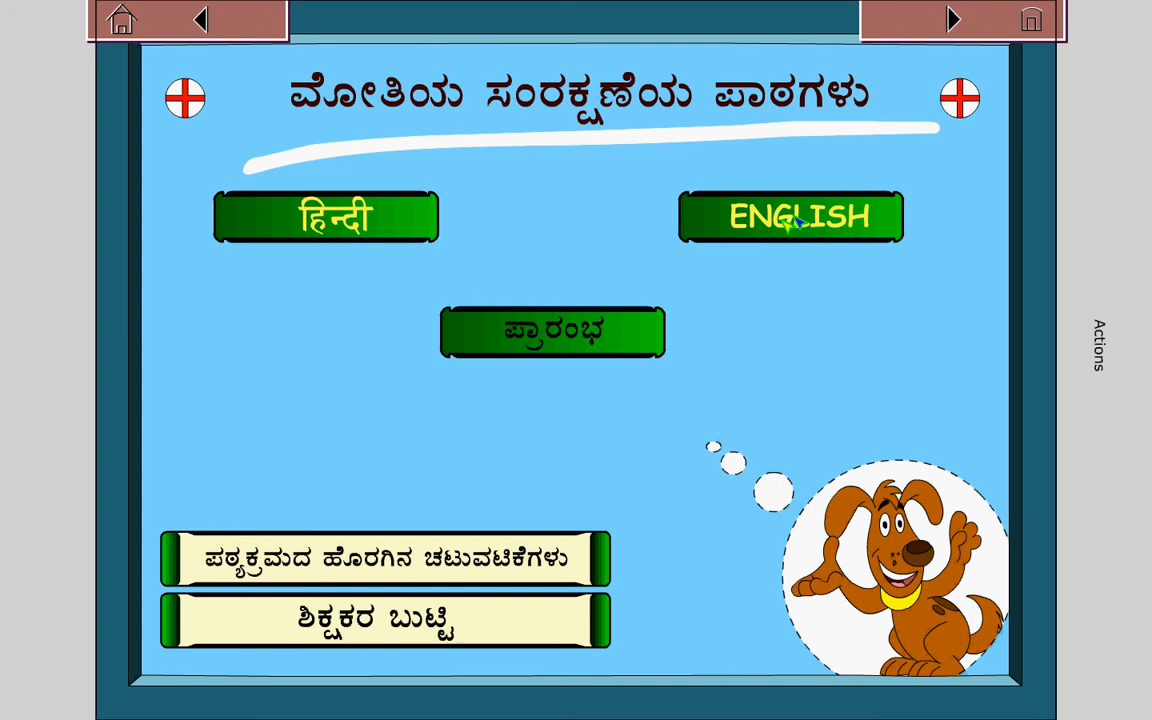 ಮೋತಿಯ ಸಂರಕ್ಷಣೆಯ ಪಾಠಗಳು
हिन्दी
ENGLISH
ಪ್ರಾರಂಭ
ಪಠ್ಯಕ್ರಮದ ಹೊರಗಿನ ಚಟುವಟಿಕೆಗಳು
ಶಿಕ್ಷಕರ ಬುಟ್ಟಿ
Actions